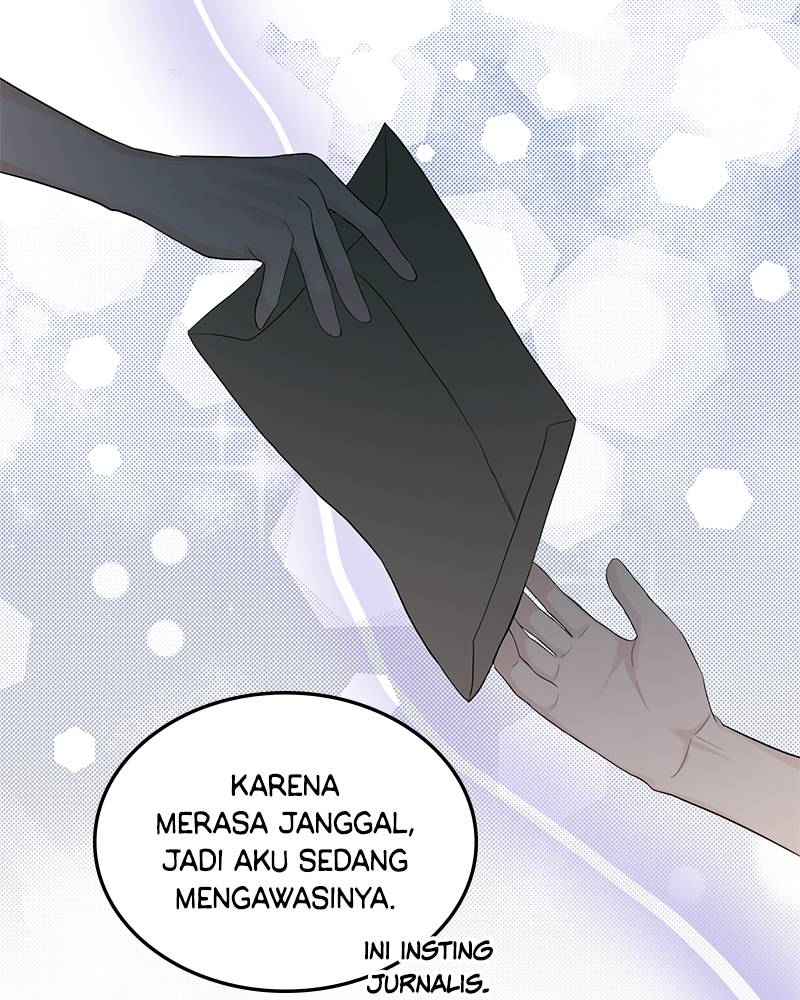 KARENA
MERASA JANGGAL,
JADI AKU SEDANG
MENGAWASINYA.
INI INSTING
JURNALIS.